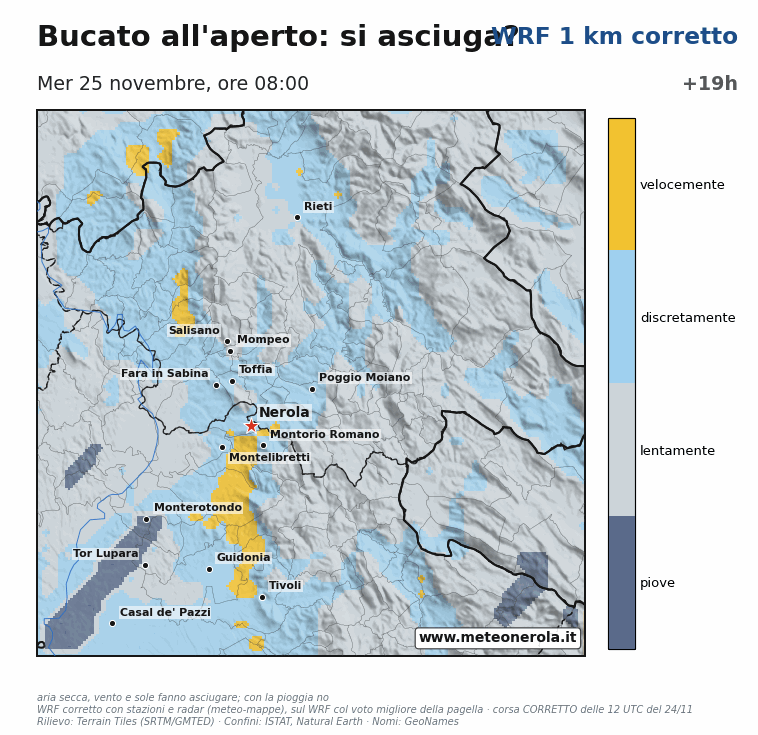 Bucato all'aperto: si asciuga?
WRF 1 km corretto
Mer 25 novembre, ore 08:00
+19h
Rieti
Salisano
Mompeo
Fara in Sabina
Toffia
Poggio Moiano
Nerola
Montorio Romano
Montelibretti
Monterotondo
Tor Lupara
Guidonia
Tivoli
Casal de' Pazzi
www.meteonerola.it
velocemente
discretamente
lentamente
piove
aria secca, vento e sole fanno asciugare; con la pioggia no
WRF corretto con stazioni e radar (meteo-mappe), sul WRF col voto migliore della pagella · corsa CORRETTO delle 12 UTC del 24/11
Rilievo: Terrain Tiles (SRTM/GMTED) · Confini: ISTAT, Natural Earth · Nomi: GeoNames